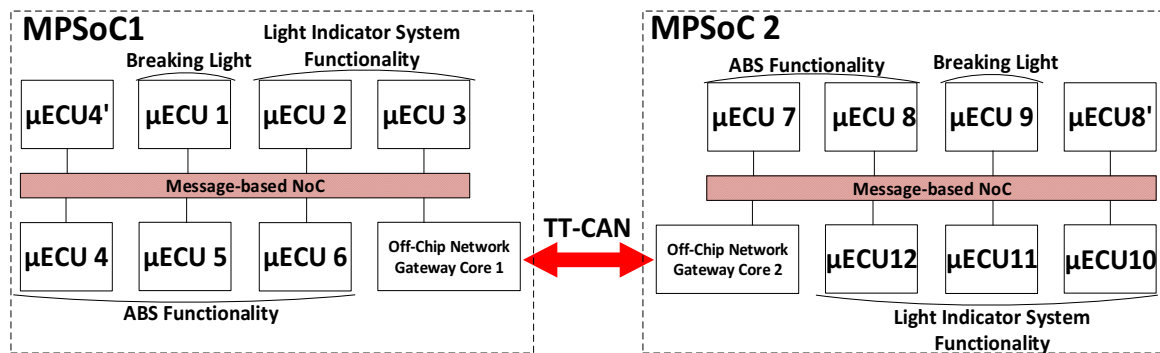 MPSoC1
Light Indicator System
Functionality
Breaking Light
µECU4'
µECU 1
µECU 2
µECU 3
Message-based NoC
µECU 4
µECU 5
µECU 6
Off-Chip Network
Gateway Core 1
ABS Functionality
TT-CAN
MPSoC 2
ABS Functionality
Breaking Light
µECU 7
µECU 8
µECU 9
µECU8'
Message-based NoC
Off-Chip Network
Gateway Core 2
µECU12
µECU11
µECU10
Light Indicator System
Functionality